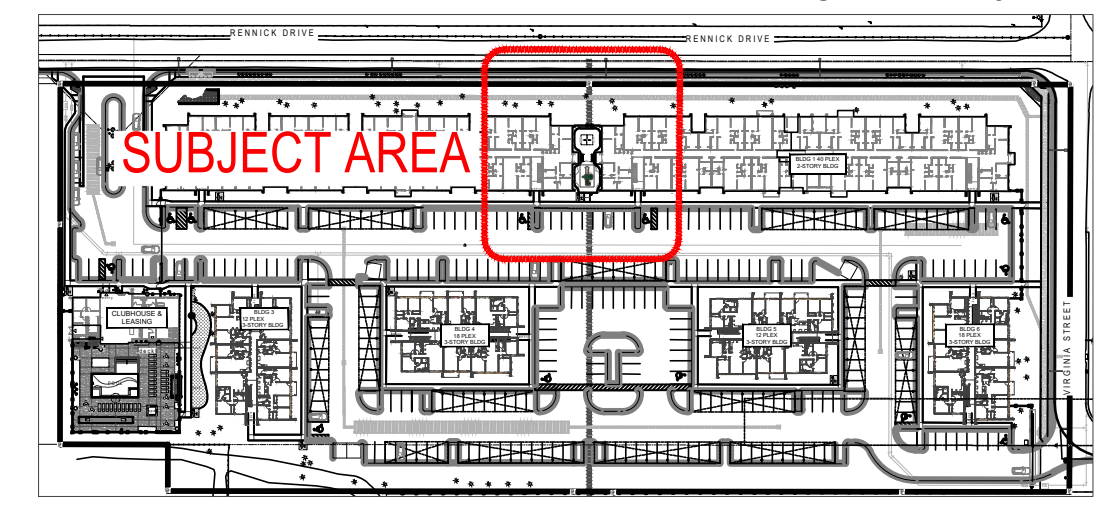 RENNICK DRIVE
RENNICK DRIVE
SUBJECT AREA
BLDG 1 40 PLEX
2-STORY BLDG
CLUBHOUSE &
LEASING
BLDG 3
12 PLEX
3-STORY BLDG
BLDG 4
18 PLEX
3-STORY BLDG
BLDG 5
12 PLEX
3-STORY BLDG
BLDG 6
18 PLEX
3-STORY BLDG
VIRGINIA STREET